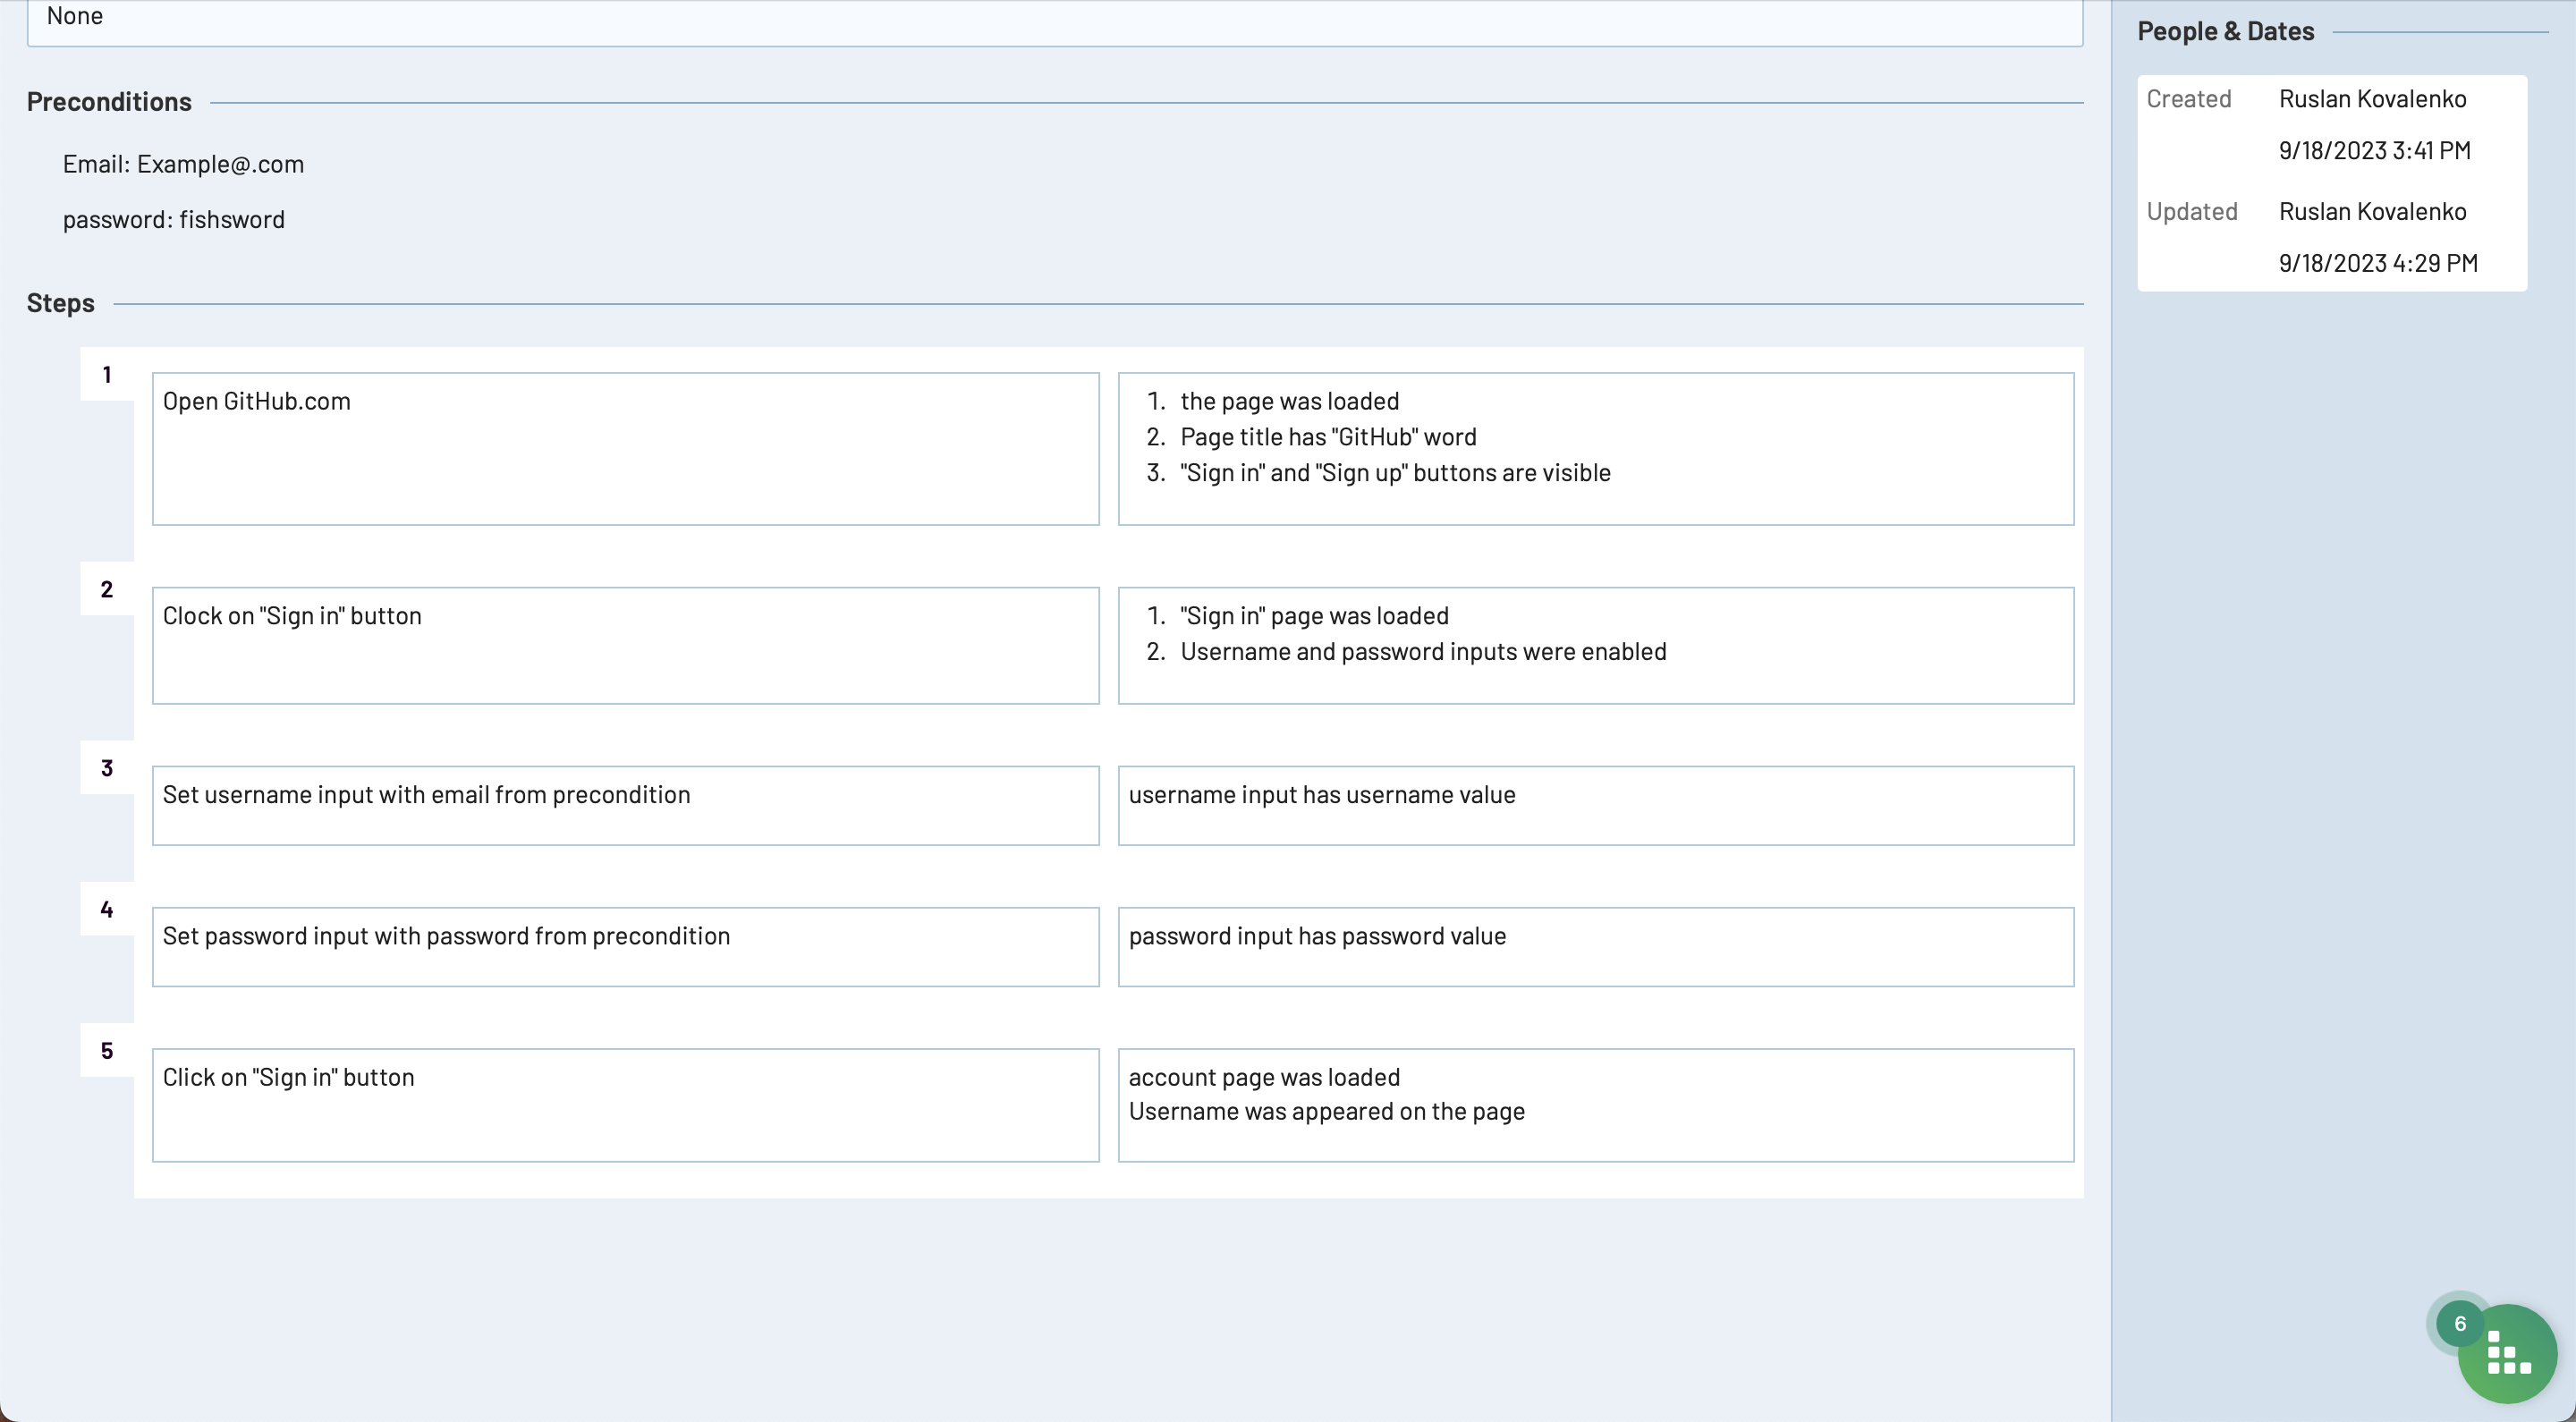 None
Preconditions
Email: Example@.com
password: fishsword
Steps
1
Open GitHub.com
1. the page was loaded
2. Page title has "GitHub" word
3. "Sign in" and "Sign up" buttons are visible
2
Clock on "Sign in" button
1. "Sign in" page was loaded
2. Username and password inputs were enabled
3
Set username input with email from precondition
username input has username value
4
Set password input with password from precondition
password input has password value
5
Click on "Sign in" button
account page was loaded
Username was appeared on the page
People & Dates
Created Ruslan Kovalenko
9/18/2023 3:41 PM
Updated Ruslan Kovalenko
9/18/2023 4:29 PM
6